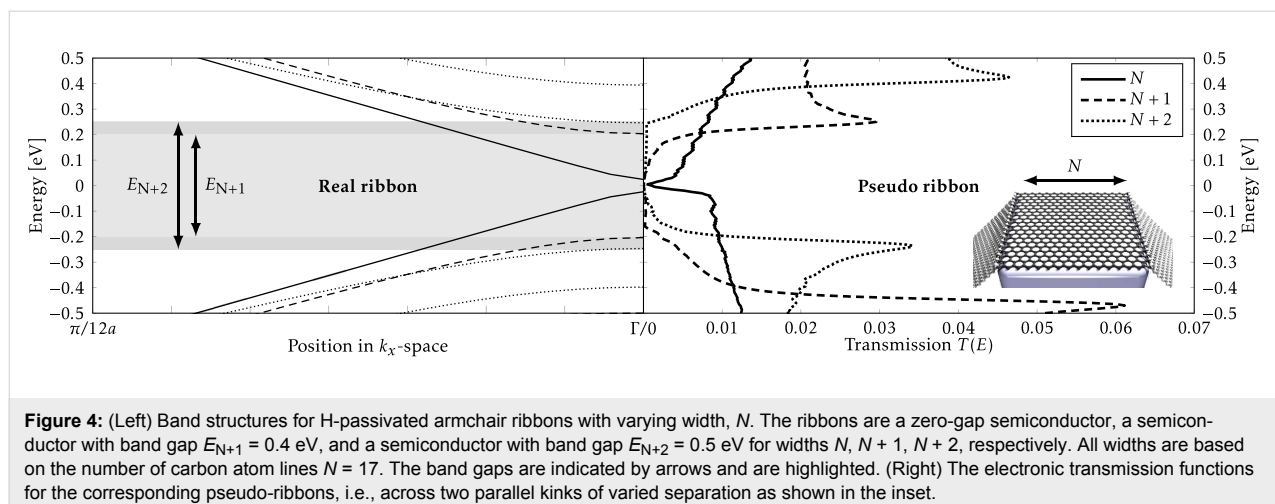 0.5
0.4
0.3
0.2
0.1
0
−0.1
−0.2
−0.3
−0.4
−0.5
Energy [eV]
E_{N+2}
E_{N+1}
Real ribbon
π/12a
Γ/0
Position in k_x-space
Pseudo ribbon
N
N + 1
N + 2
N
0.01
0.02
0.03
0.04
0.05
0.06
0.07
Transmission T(E)
0.5
0.4
0.3
0.2
0.1
0
−0.1
−0.2
−0.3
−0.4
−0.5
Energy [eV]
Figure 4: (Left) Band structures for H-passivated armchair ribbons with varying width, N. The ribbons are a zero-gap semiconductor, a semicon-
ductor with band gap E_{N+1} = 0.4 eV, and a semiconductor with band gap E_{N+2} = 0.5 eV for widths N, N + 1, N + 2, respectively. All widths are based
on the number of carbon atom lines N = 17. The band gaps are indicated by arrows and are highlighted. (Right) The electronic transmission functions
for the corresponding pseudo-ribbons, i.e., across two parallel kinks of varied separation as shown in the inset.